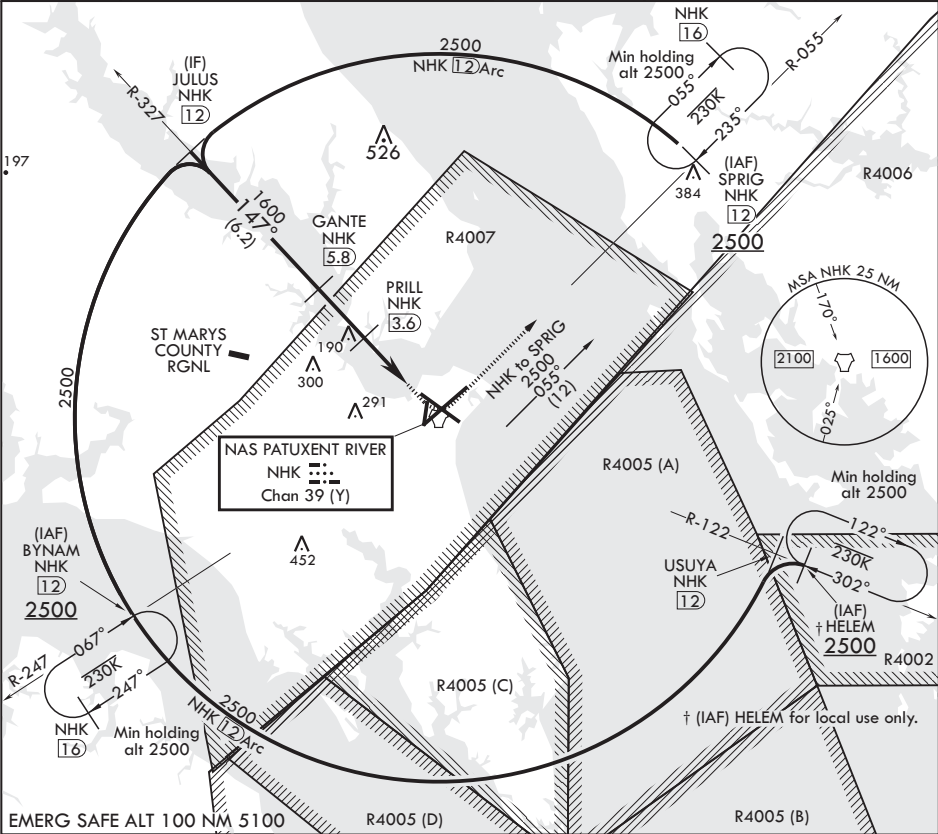 NHK
16
Min holding
alt 2500
055°
230K
235°
R-055
2500
NHK 12 Arc
(IF)
JULUS
NHK
12
R-327
197
526
384
(IAF)
SPRIG
NHK
12
2500
R4006
1600
147°
(6.2)
GANTE
NHK
5.8
R4007
PRILL
NHK
3.6
MSA NHK 25 NM
170°
2100
1600
025°
ST MARYS
COUNTY
RGNL
190
300
291
NHK to SPRIG
2500
055°
(12)
2500
NAS PATUXENT RIVER
NHK
Chan 39 (Y)
R4005 (A)
Min holding
alt 2500
R-122
122°
230K
302°
USUYA
NHK
12
(IAF)
† HELEM
2500
R4002
452
(IAF)
BYNAM
NHK
12
2500
R-247
067°
230K
247°
NHK
16
Min holding
alt 2500
2500
NHK 12 Arc
R4005 (C)
† (IAF) HELEM for local use only.
EMERG SAFE ALT 100 NM 5100
R4005 (D)
R4005 (B)